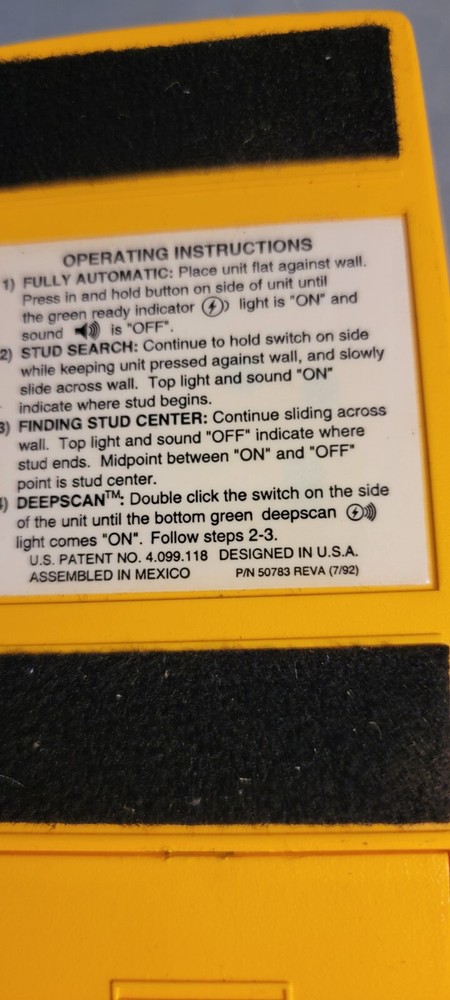 OPERATING INSTRUCTIONS
1) FULLY AUTOMATIC: Place unit flat against wall.
Press in and hold button on side of unit until
the green ready indicator light is "ON" and
sound is "OFF".
2) STUD SEARCH: Continue to hold switch on side
while keeping unit pressed against wall, and slowly
slide across wall. Top light and sound "ON"
indicate where stud begins.
3) FINDING STUD CENTER: Continue sliding across
wall. Top light and sound "OFF" indicate where
stud ends. Midpoint between "ON" and "OFF"
point is stud center.
4) DEEPSCAN™: Double click the switch on the side
of the unit until the bottom green deepscan
light comes "ON". Follow steps 2-3.
U.S. PATENT NO. 4.099.118 DESIGNED IN U.S.A.
ASSEMBLED IN MEXICO P/N 50783 REVA (7/92)